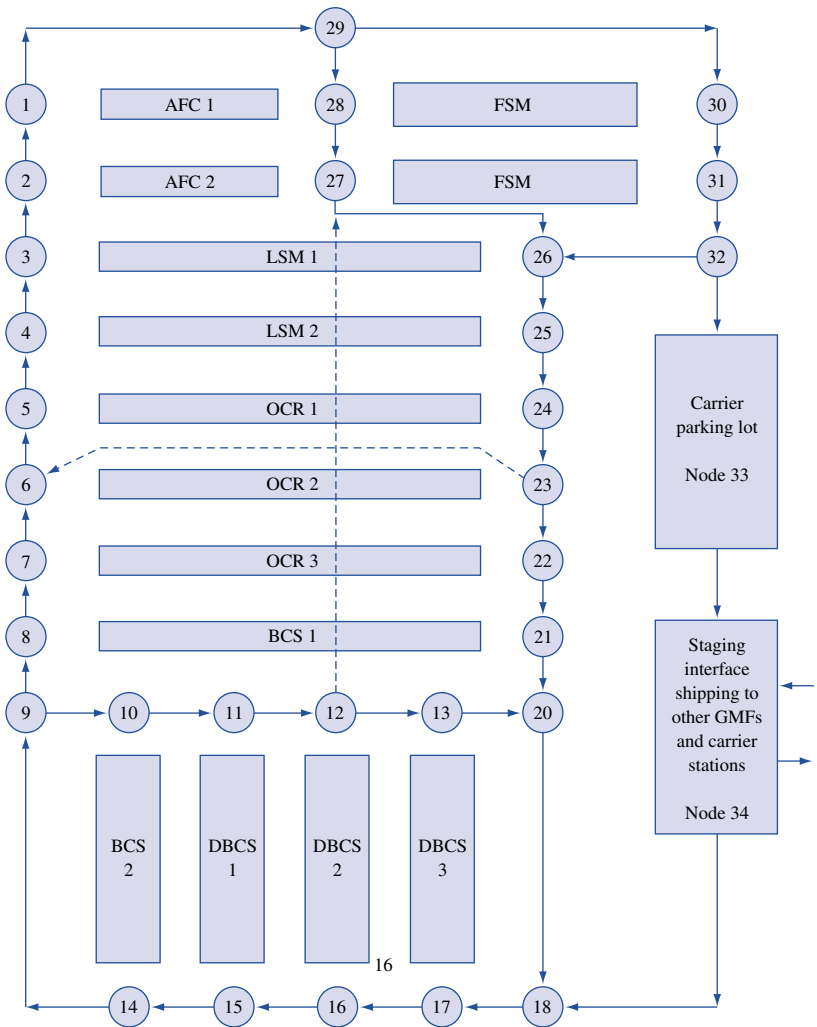 29
1
AFC 1
28
FSM
30
2
AFC 2
27
FSM
31
3
LSM 1
26
32
4
LSM 2
25
5
OCR 1
24
Carrier
parking lot
Node 33
6
OCR 2
23
7
OCR 3
22
8
BCS 1
21
Staging
interface
shipping to
other GMFs
and carrier
stations
Node 34
9
10
11
12
13
20
BCS
2
DBCS
1
DBCS
2
DBCS
3
16
14
15
16
17
18